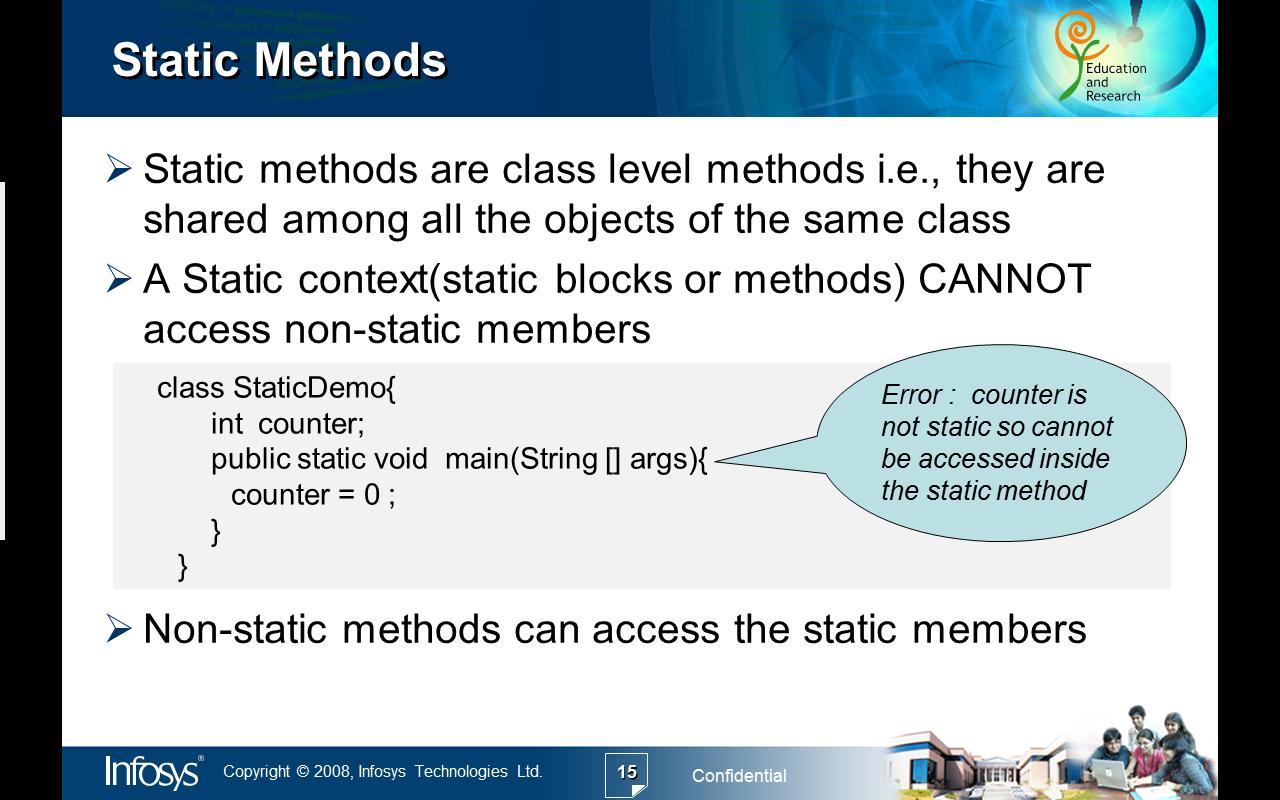 Static Methods
Education
and
Research
Static methods are class level methods i.e., they are
shared among all the objects of the same class
A Static context(static blocks or methods) CANNOT
access non-static members
class StaticDemo{
int counter;
public static void main(String [] args){
counter = 0 ;
}
}
Error : counter is
not static so cannot
be accessed inside
the static method
Non-static methods can access the static members
Infosys®
Copyright © 2008, Infosys Technologies Ltd.
15
Confidential